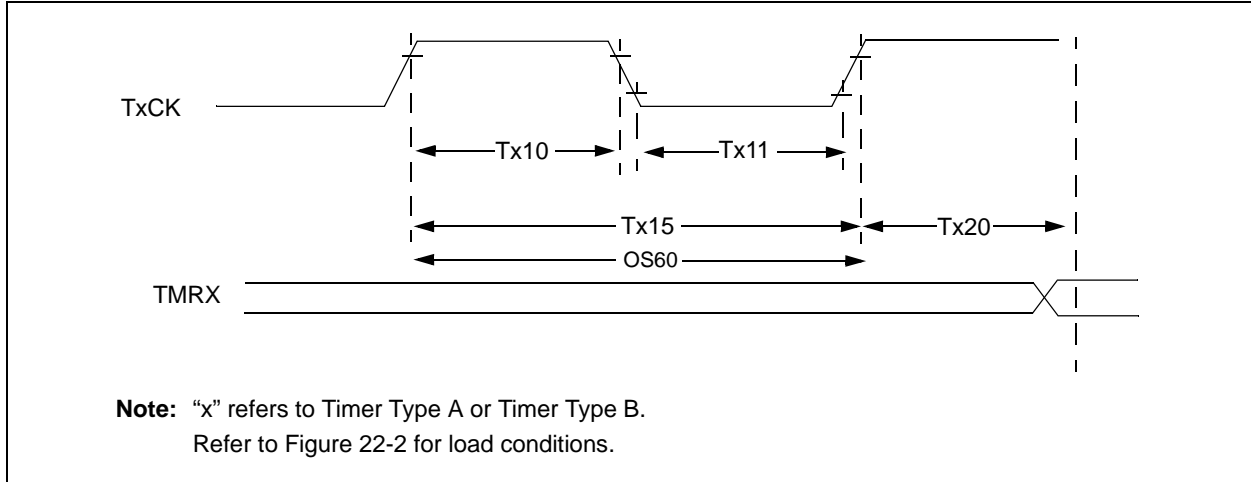 TxCK
Tx10
Tx11
Tx15
Tx20
OS60
TMRX
Note: “x” refers to Timer Type A or Timer Type B.
Refer to Figure 22-2 for load conditions.